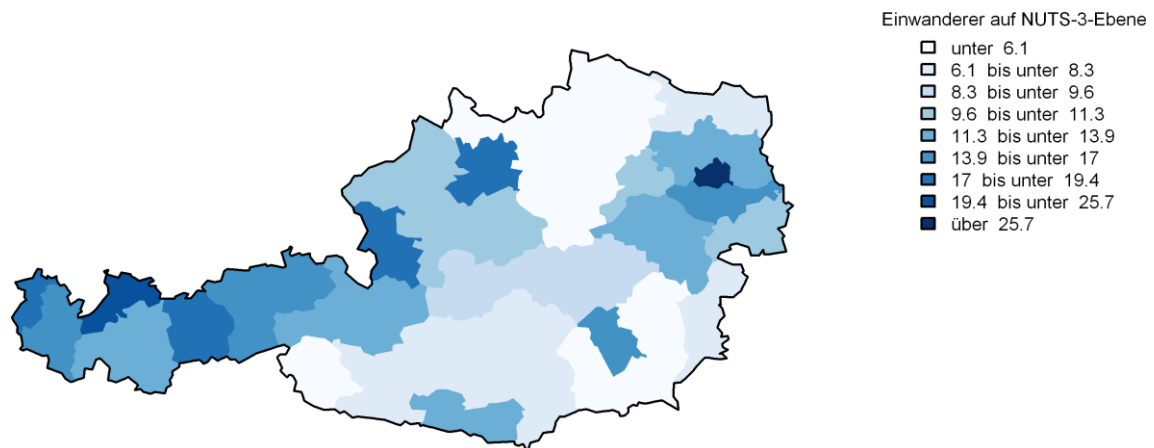 Einwanderer auf NUTS-3-Ebene
unter 6.1
6.1 bis unter 8.3
8.3 bis unter 9.6
9.6 bis unter 11.3
11.3 bis unter 13.9
13.9 bis unter 17
17 bis unter 19.4
19.4 bis unter 25.7
über 25.7